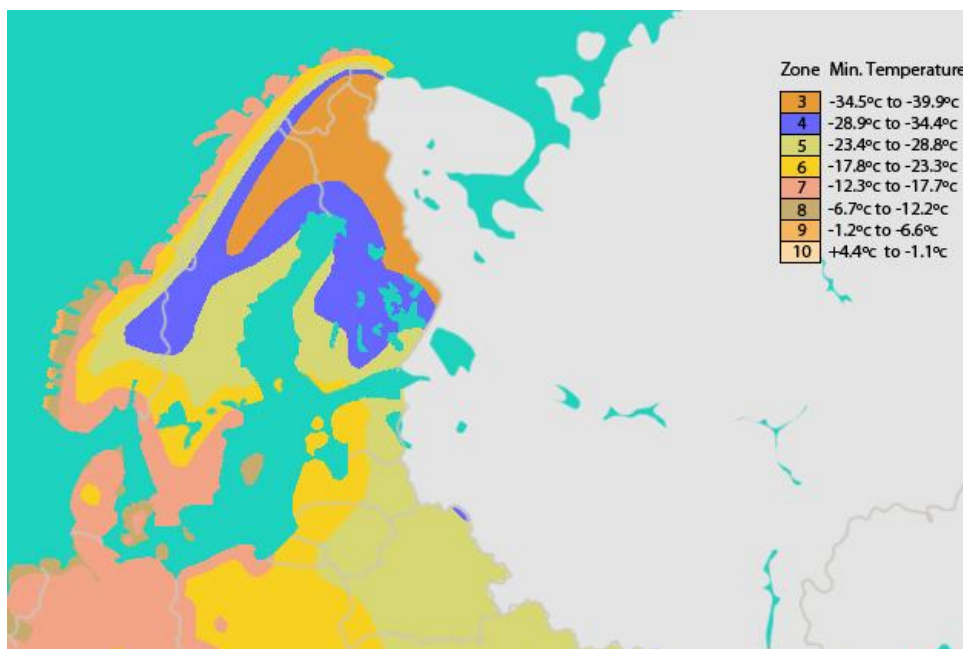 Zone Min. Temperature
3 -34.5ºc to -39.9ºc
4 -28.9ºc to -34.4ºc
5 -23.4ºc to -28.8ºc
6 -17.8ºc to -23.3ºc
7 -12.3ºc to -17.7ºc
8 -6.7ºc to -12.2ºc
9 -1.2ºc to -6.6ºc
10 +4.4ºc to -1.1ºc